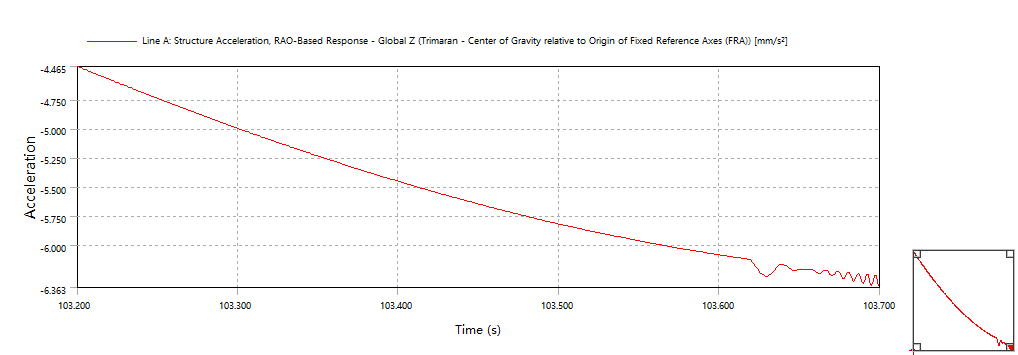 Line A: Structure Acceleration, RAO-Based Response - Global Z (Trimaran - Center of Gravity relative to Origin of Fixed Reference Axes (FRA)) [mm/s²]
-4.465
-4.750
-5.000
-5.250
-5.500
-5.750
-6.000
-6.363
Acceleration
103.200 103.300 103.400 103.500 103.600 103.700
Time (s)